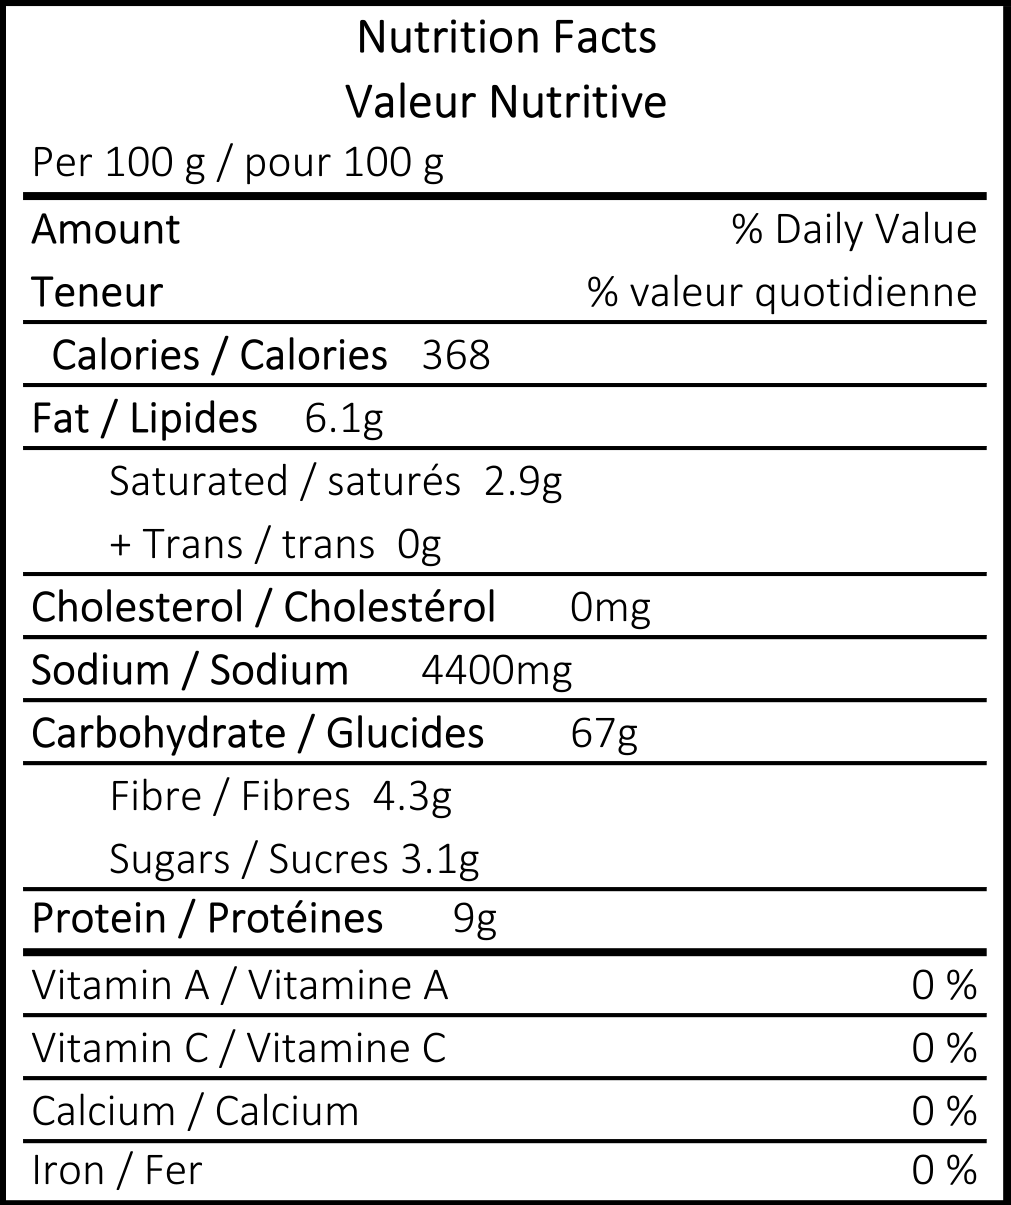 Nutrition Facts
Valeur Nutritive
Per 100 g / pour 100 g
Amount % Daily Value
Teneur % valeur quotidienne
Calories / Calories 368
Fat / Lipides 6.1g
Saturated / saturés 2.9g
+ Trans / trans 0g
Cholesterol / Cholestérol 0mg
Sodium / Sodium 4400mg
Carbohydrate / Glucides 67g
Fibre / Fibres 4.3g
Sugars / Sucres 3.1g
Protein / Protéines 9g
Vitamin A / Vitamine A 0 %
Vitamin C / Vitamine C 0 %
Calcium / Calcium 0 %
Iron / Fer 0 %